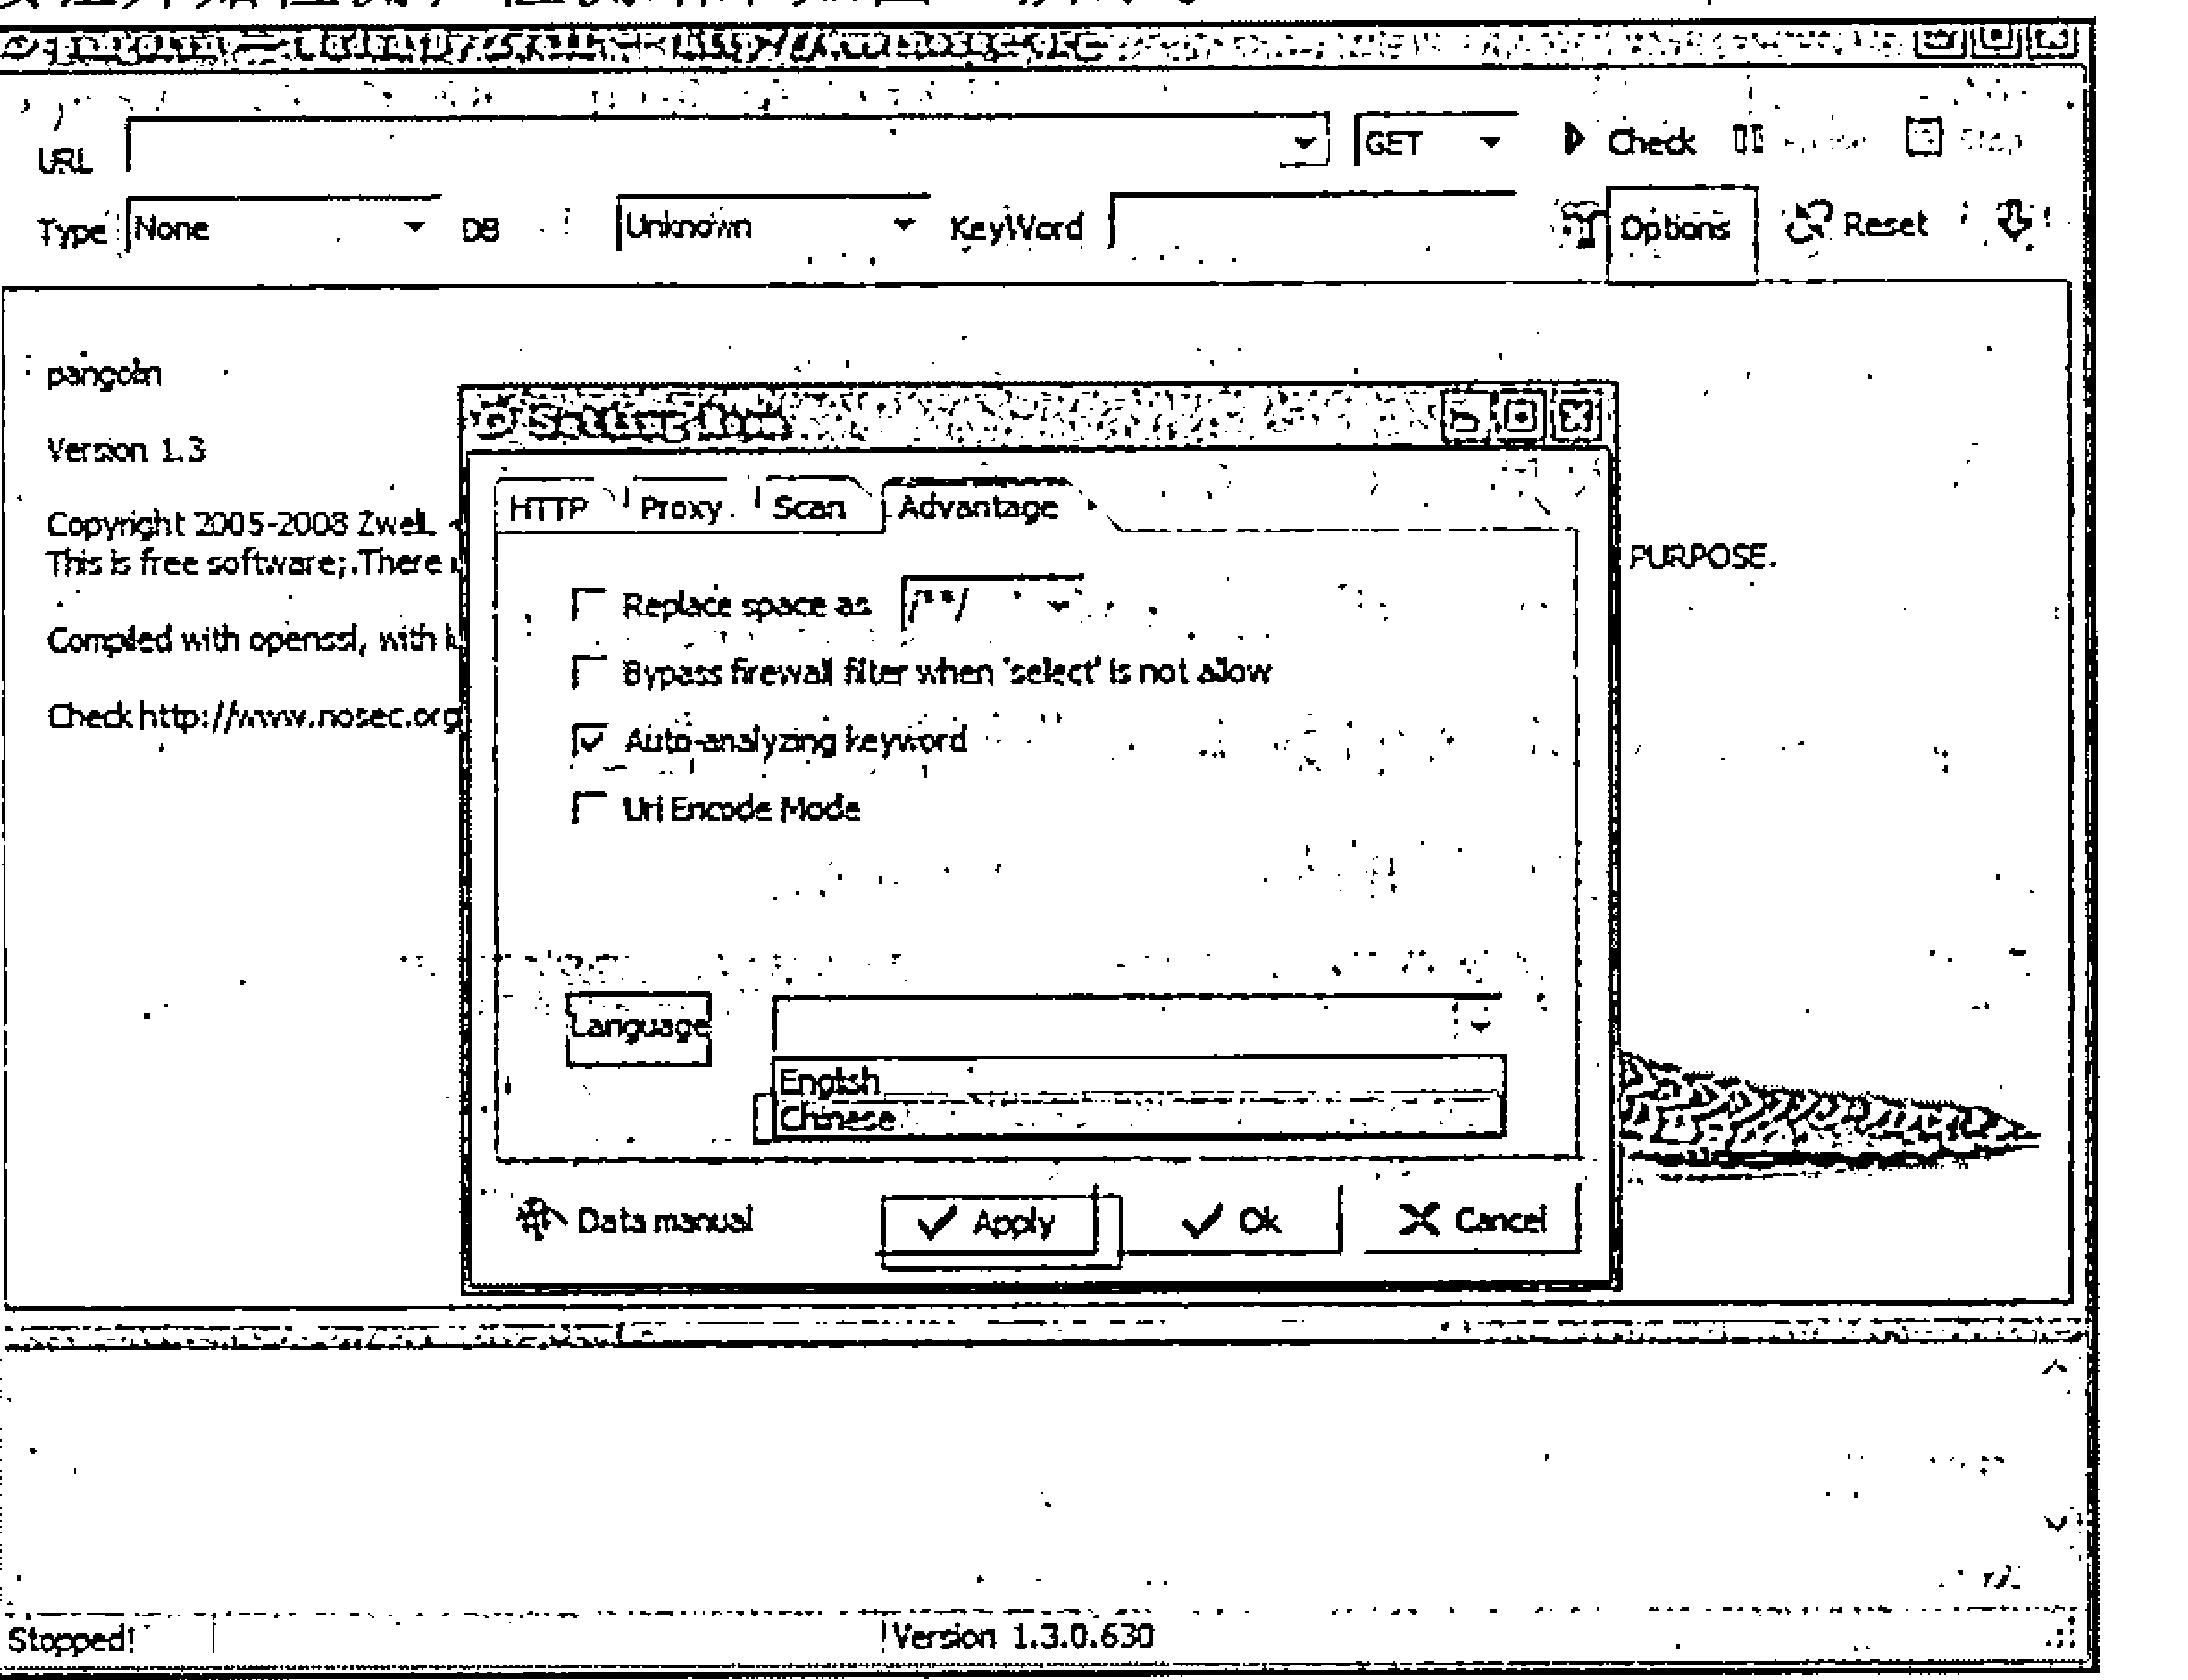 URL
GET
Check
Stop
Type
None
DB
Unknown
KeyWord
Options
Reset
pangolin
Version 1.3
Copyright 2005-2008 Zwell
This is free software; There
PURPOSE.
Compiled with openssl, with
Check http://www.nosec.org
HTTP
Proxy
Scan
Advantage
Replace space as
/**/
Bypass firewall filter when 'select' is not allow
Auto-analyzing keyword
Url Encode Mode
Language
English
Chinese
Data manual
Apply
Ok
Cancel
Stopped!
Version 1.3.0.630